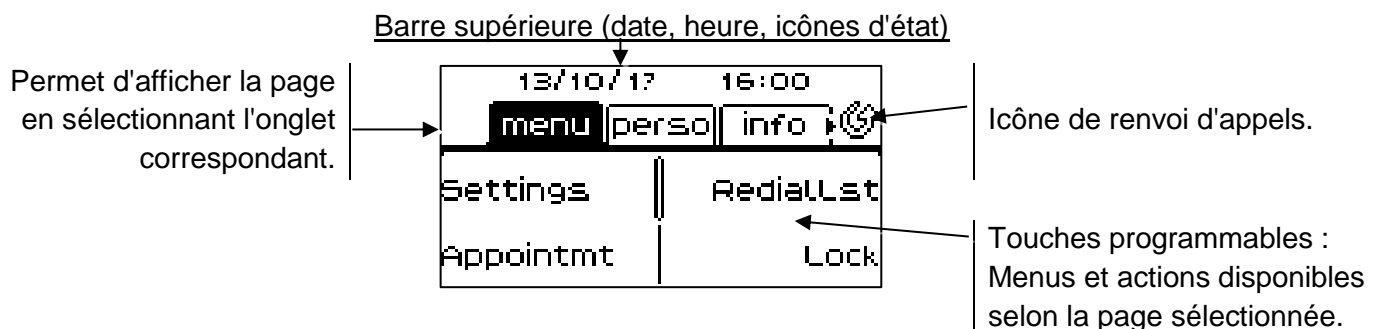 Barre supérieure (date, heure, icônes d'état)
Permet d'afficher la page
en sélectionnant l'onglet
correspondant.
13/10/17 16:00
menu perso info
Settings RedialLst
Appointmt Lock
Icône de renvoi d'appels.
Touches programmables :
Menus et actions disponibles
selon la page sélectionnée.